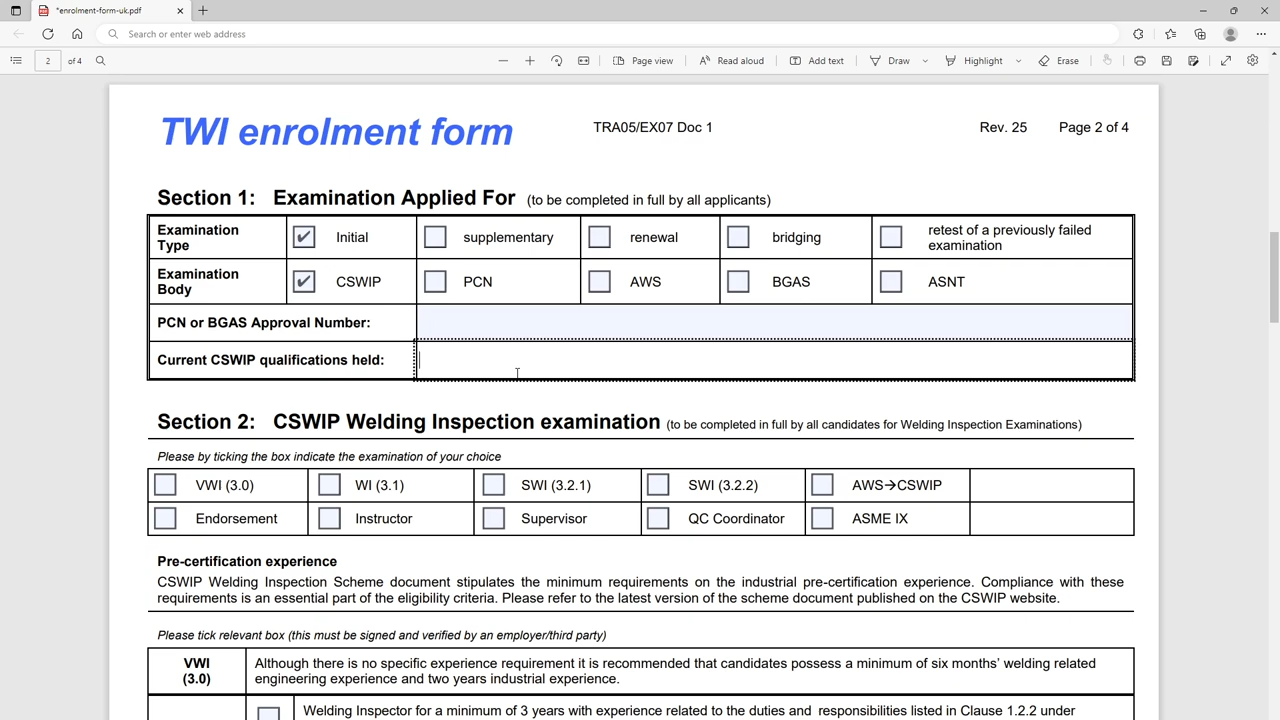 *enrolment-form-uk.pdf
Search or enter web address
2 of 4
Page view
Read aloud
Add text
Draw
Highlight
Erase
TWI enrolment form TRA05/EX07 Doc 1 Rev. 25 Page 2 of 4
Section 1: Examination Applied For (to be completed in full by all applicants)
Examination Type Initial supplementary renewal bridging retest of a previously failed examination
Examination Body CSWIP PCN AWS BGAS ASNT
PCN or BGAS Approval Number:
Current CSWIP qualifications held:
Section 2: CSWIP Welding Inspection examination (to be completed in full by all candidates for Welding Inspection Examinations)
Please by ticking the box indicate the examination of your choice
VWI (3.0) WI (3.1) SWI (3.2.1) SWI (3.2.2) AWS→CSWIP
Endorsement Instructor Supervisor QC Coordinator ASME IX
Pre-certification experience
CSWIP Welding Inspection Scheme document stipulates the minimum requirements on the industrial pre-certification experience. Compliance with these
requirements is an essential part of the eligibility criteria. Please refer to the latest version of the scheme document published on the CSWIP website.
Please tick relevant box (this must be signed and verified by an employer/third party)
VWI (3.0)
Although there is no specific experience requirement it is recommended that candidates possess a minimum of six months' welding related
engineering experience and two years industrial experience.
Welding Inspector for a minimum of 3 years with experience related to the duties and responsibilities listed in Clause 1.2.2 under